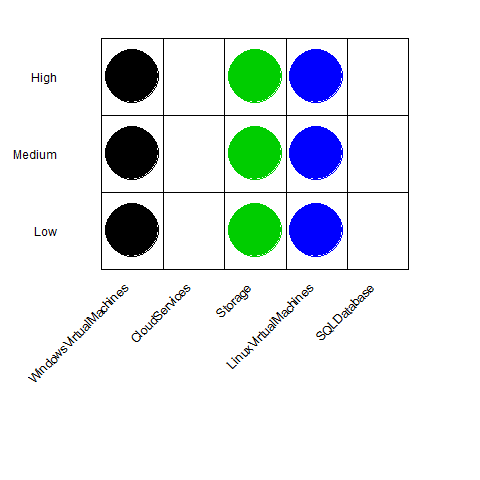 High
Medium
Low
WindowsVirtualMachines
CloudServices
Storage
LinuxVirtualMachines
SQLDatabase